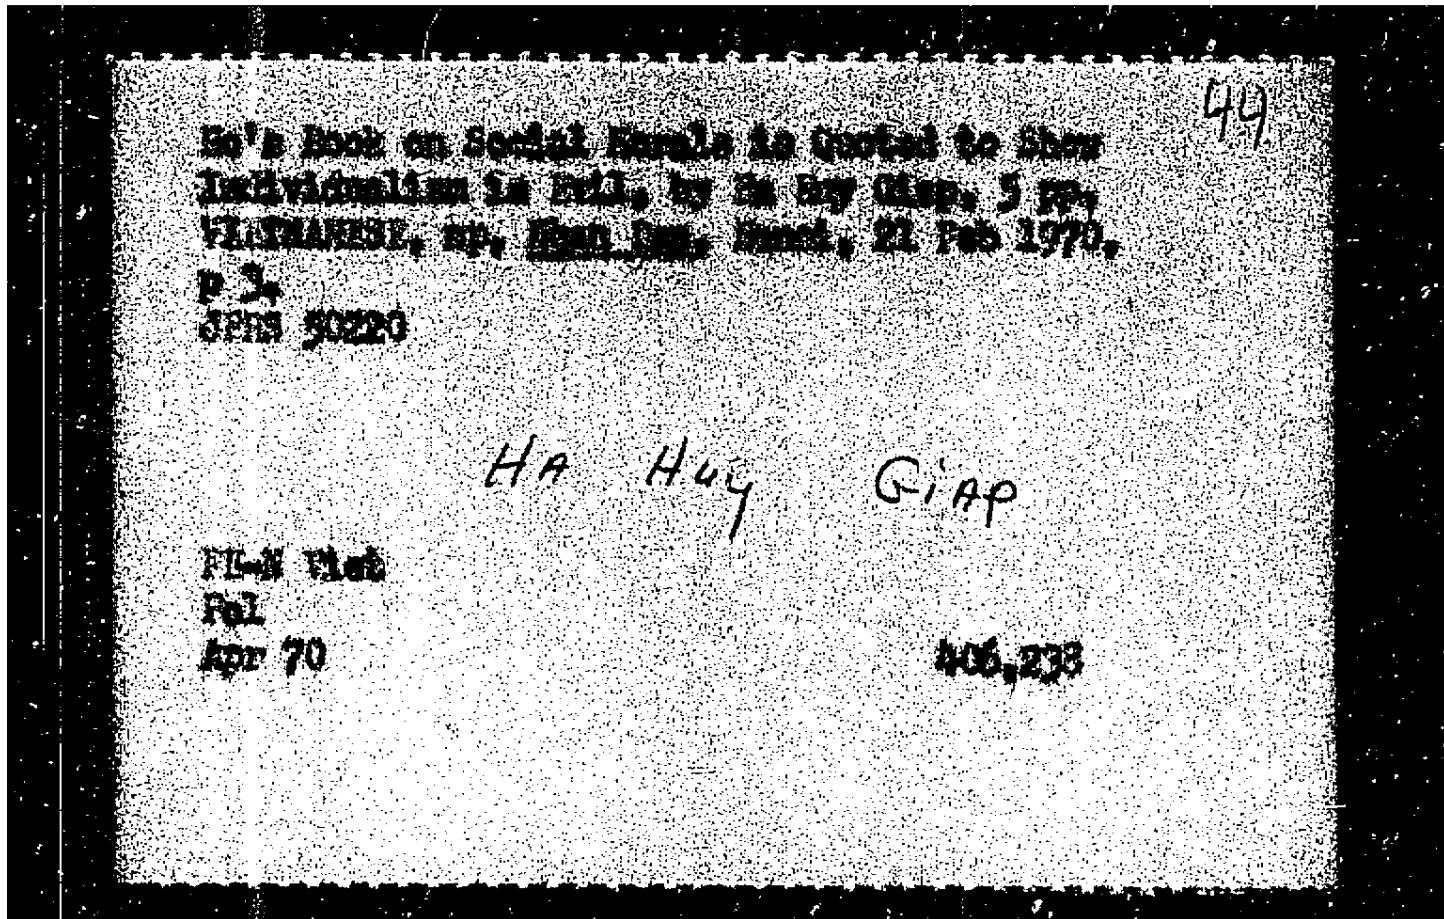 44
Ho's Book on Social Morals is Quoted to Show
Individualism is Evil, by Ha Huy Giap, 5 pp.
VIETNAMESE, np, Nhan Dan, Hanoi, 21 Feb 1970,
p 3.
JPRS 50220
HA HUY GiAP
FE-N Viet
Pol
Apr 70
406,233